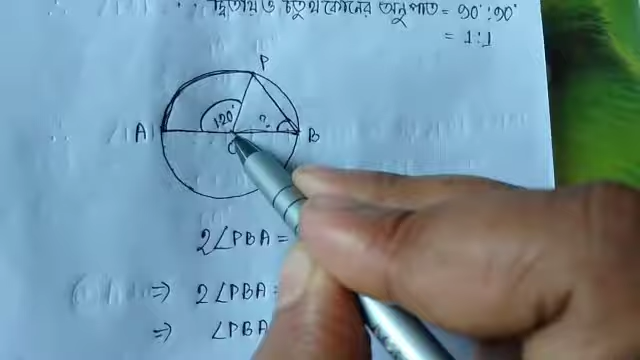 দ্বিতীয় ও চতুর্থ কোনের অনুপাত = 90° : 90°
= 1:1
P
120°
?
A
B
2∠PBA =
⇒ 2∠PBA =
⇒ ∠PBA